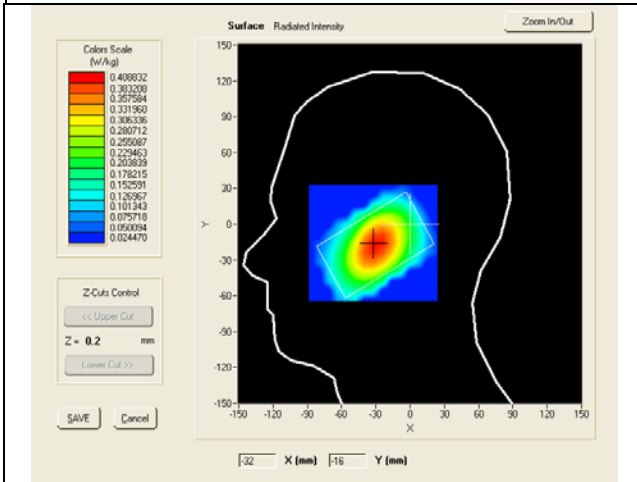 Surface Radiated Intensity
Zoom In/Out
Colors Scale
(W/kg)
0.408832
0.383208
0.357584
0.331960
0.306336
0.280712
0.255087
0.229463
0.203839
0.178215
0.152591
0.126967
0.101343
0.075718
0.050094
0.024470
150
120
90
60
30
0
-30
-60
-90
-120
-150
Y
-150 -120 -90 -60 -30 0 30 60 90 120 150
X
Z-Cuts Control
<< Upper Cut
Z = 0.2 mm
Lower Cut >>
SAVE Cancel
-32 X (mm) -16 Y (mm)